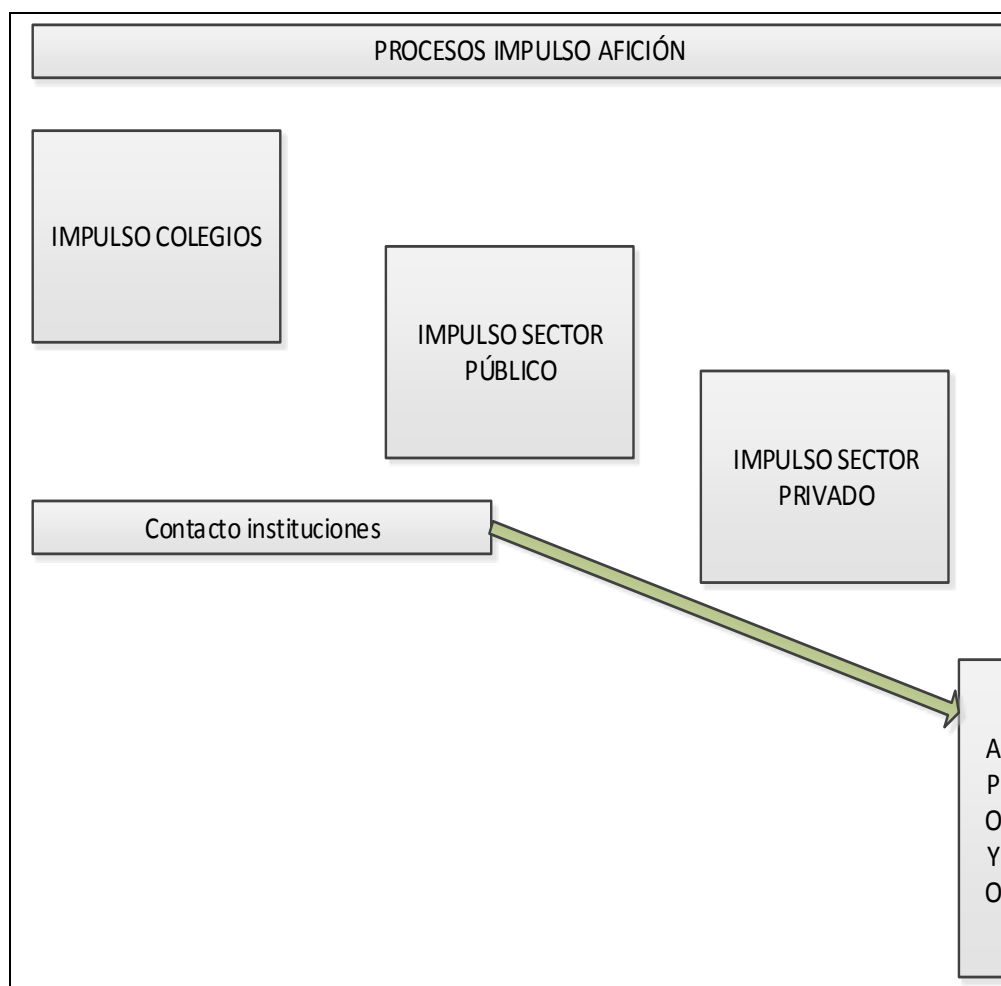 PROCESOS IMPULSO AFICIÓN
IMPULSO COLEGIOS
IMPULSO SECTOR
PÚBLICO
IMPULSO SECTOR
PRIVADO
Contacto instituciones
A
P
O
Y
O